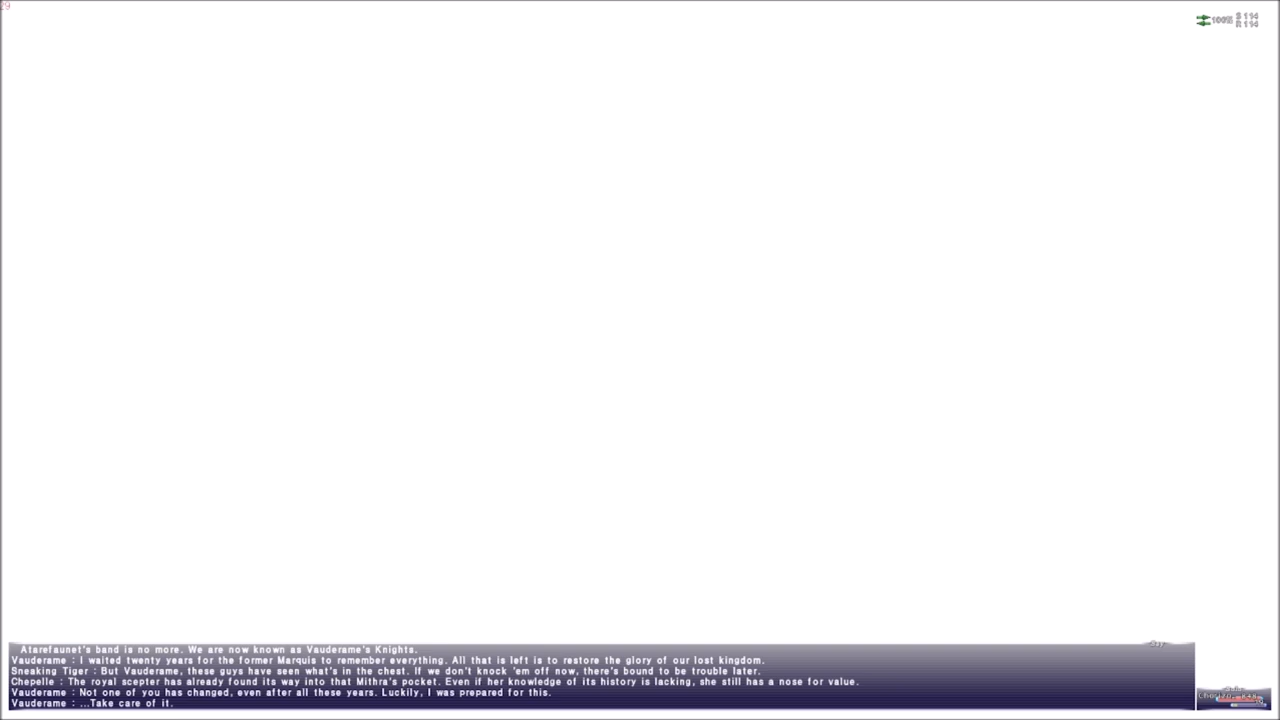 29
100%
S 114
R 114
Atarefaunet's band is no more. We are now known as Vauderame's Knights.
Vauderame : I waited twenty years for the former Marquis to remember everything. All that is left is to restore the glory of our lost kingdom.
Sneaking Tiger : But Vauderame, these guys have seen what's in the chest. If we don't knock 'em off now, there's bound to be trouble later.
Chepelle : The royal scepter has already found its way into that Mithra's pocket. Even if her knowledge of its history is lacking, she still has a nose for value.
Vauderame : Not one of you has changed, even after all these years. Luckily, I was prepared for this.
Vauderame : ...Take care of it.